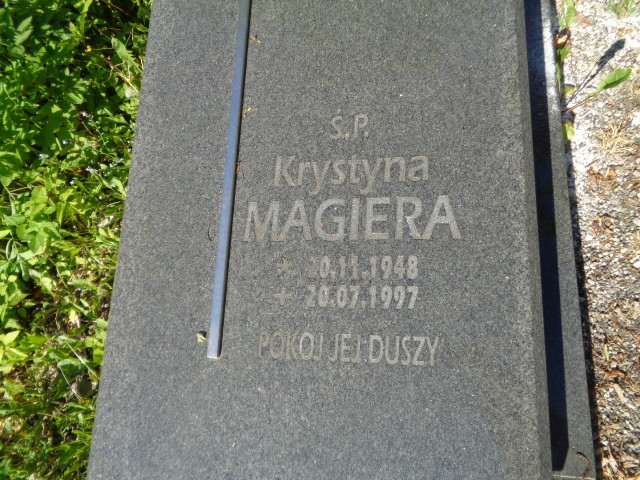 Ś.P.
Krystyna
MAGIERA
* 20.11.1948
+ 20.07.1997
POKÓJ JEJ DUSZY